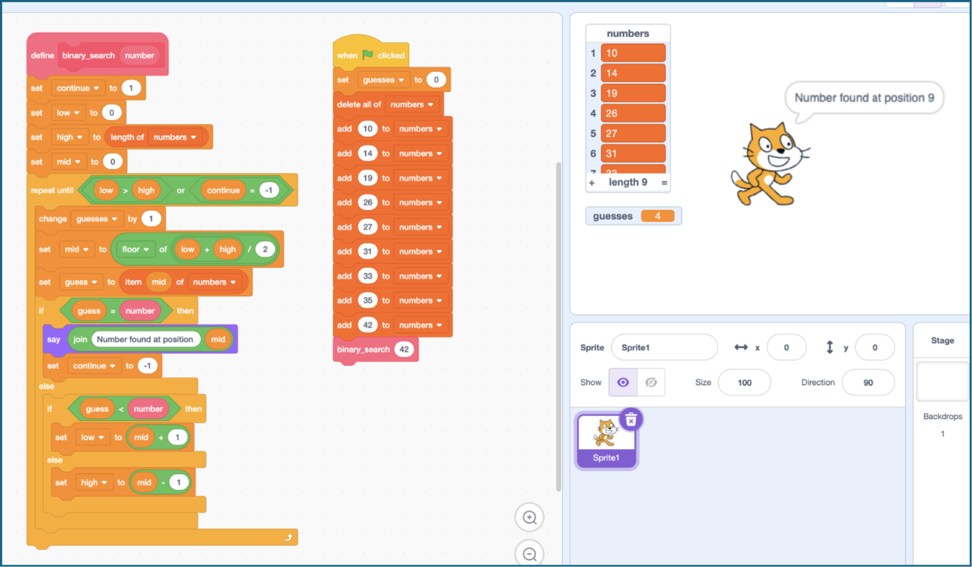 define binary_search number
set continue to 1
set low to 0
set high to length of numbers
set mid to 0
repeat until low > high or continue = -1
change guesses by 1
set mid to floor of low + high / 2
set guess to item mid of numbers
if guess = number then
say join Number found at position mid
set continue to -1
else
if guess < number then
set low to mid + 1
else
set high to mid - 1
when clicked
set guesses to 0
delete all of numbers
add 10 to numbers
add 14 to numbers
add 19 to numbers
add 26 to numbers
add 27 to numbers
add 31 to numbers
add 33 to numbers
add 35 to numbers
add 42 to numbers
binary_search 42
numbers
1 10
2 14
3 19
4 26
5 27
6 31
+ length 9 =
guesses 4
Number found at position 9
Sprite Sprite1 x 0 y 0
Show Size 100 Direction 90
Sprite1
Stage
Backdrops
1